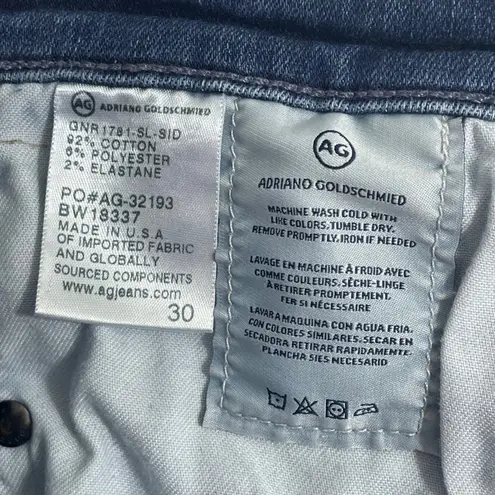 AG ADRIANO GOLDSCHMIED
GNR1781-SL-SID
92% COTTON
6% POLYESTER
2% ELASTANE
PO#AG-32193
BW18337
MADE IN U.S.A
OF IMPORTED FABRIC
AND GLOBALLY
SOURCED COMPONENTS
www.agjeans.com
30
AG
ADRIANO GOLDSCHMIED
MACHINE WASH COLD WITH
LIKE COLORS. TUMBLE DRY.
REMOVE PROMPTLY. IRON IF NEEDED
LAVAGE EN MACHINE À FROID AVEC
COMME COULEURS. SÈCHE-LINGE
À RETIRER PROMPTEMENT.
FER SI NÉCESSAIRE
LAVAR A MAQUINA CON AGUA FRIA.
CON COLORES SIMILARES. SECAR EN
SECADORA RETIRAR RAPIDAMENTE.
PLANCHA SIES NECESARID